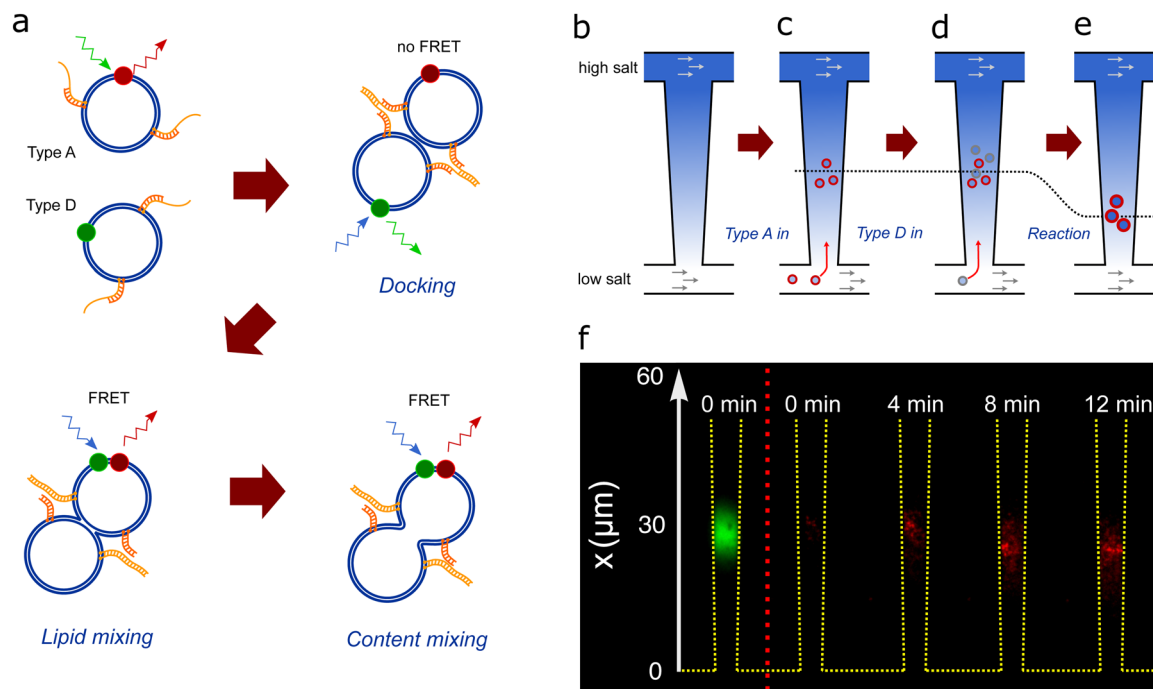 a
Type A
Type D
no FRET
Docking
FRET
Lipid mixing
FRET
Content mixing
b
c
d
e
high salt
low salt
Type A in
Type D in
Reaction
f
x (μm)
60
30
0
0 min
0 min
4 min
8 min
12 min